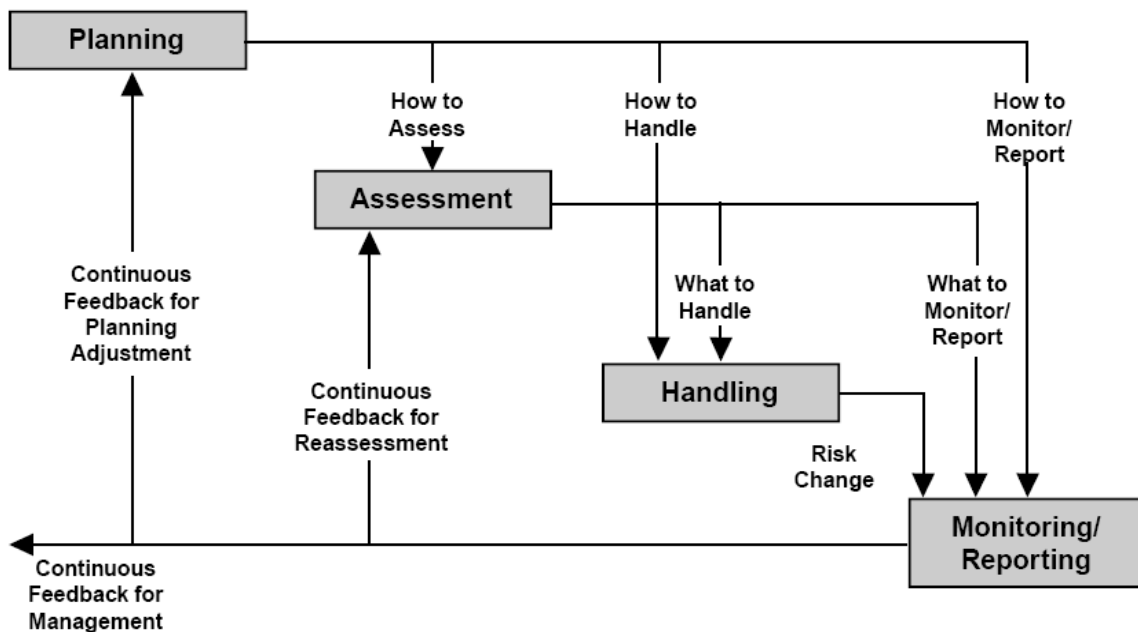 Planning
How to
Assess
How to
Handle
How to
Monitor/
Report
Assessment
Continuous
Feedback for
Planning
Adjustment
What to
Handle
What to
Monitor/
Report
Handling
Continuous
Feedback for
Reassessment
Risk
Change
Monitoring/
Reporting
Continuous
Feedback for
Management